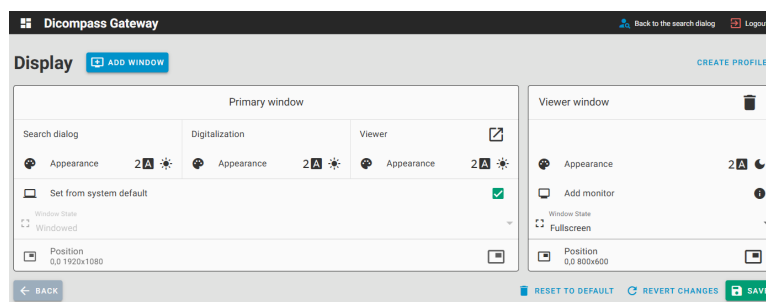 Dicompass Gateway
Back to the search dialog
Logout
Display
ADD WINDOW
CREATE PROFILE
Primary window
Viewer window
Search dialog
Digitalization
Viewer
Appearance 2 A
Appearance 2 A
Appearance 2 A
Appearance 2 A
Set from system default
Add monitor
Window State
Windowed
Window State
Fullscreen
Position
0,0 1920x1080
Position
0,0 800x600
BACK
RESET TO DEFAULT
REVERT CHANGES
SAVE